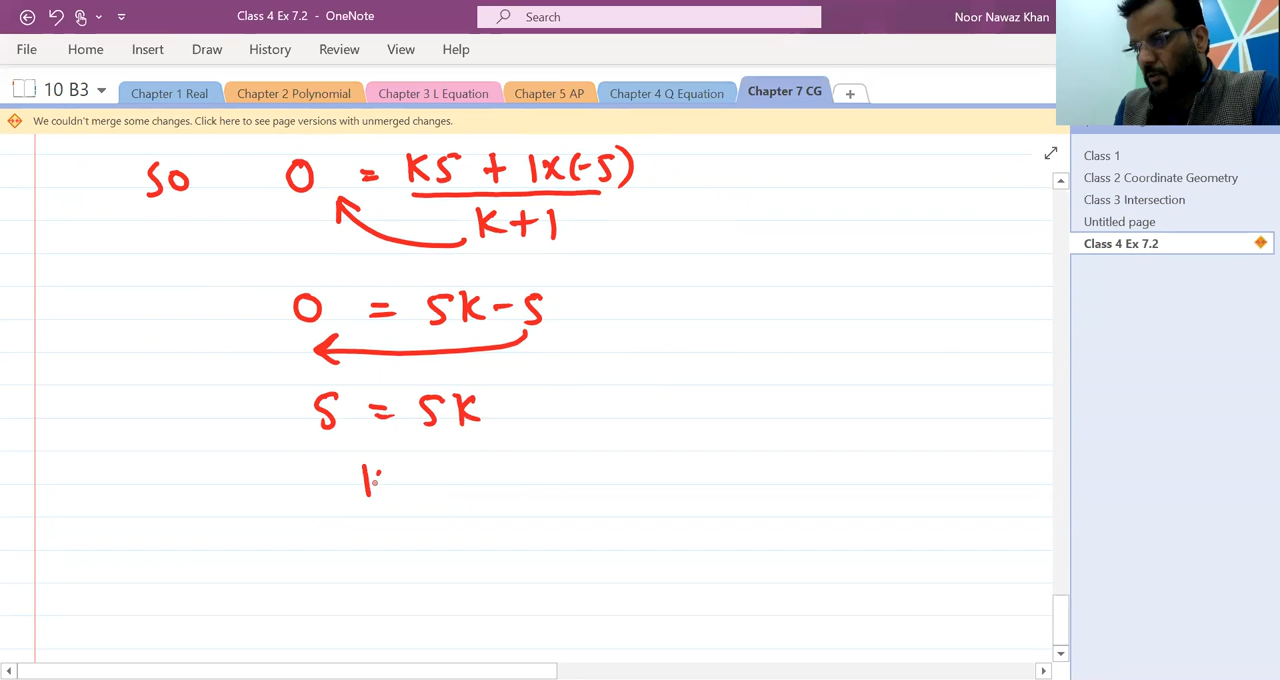 Class 4 Ex 7.2 - OneNote
Search
Noor Nawaz Khan
File Home Insert Draw History Review View Help
10 B3
Chapter 1 Real
Chapter 2 Polynomial
Chapter 3 L Equation
Chapter 5 AP
Chapter 4 Q Equation
Chapter 7 CG
We couldn't merge some changes. Click here to see page versions with unmerged changes.
So 0 = K5 + 1x(-5)
K+1
0 = 5K-5
5 = 5K
Class 1
Class 2 Coordinate Geometry
Class 3 Intersection
Untitled page
Class 4 Ex 7.2